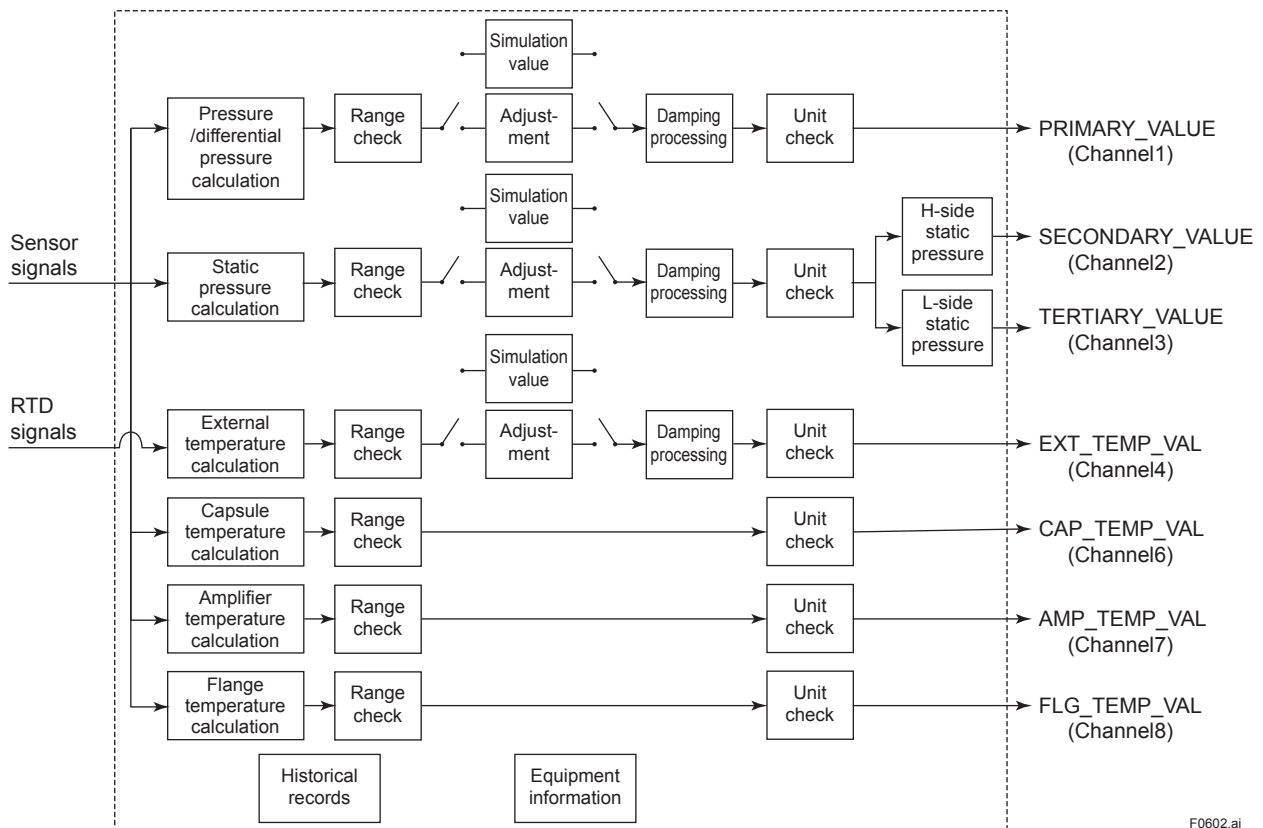 Sensor
signals
RTD
signals
Simulation
value
Pressure
/differential
pressure
calculation
Range
check
Adjust-
ment
Damping
processing
Unit
check
PRIMARY_VALUE
(Channel1)
Simulation
value
Static
pressure
calculation
Range
check
Adjust-
ment
Damping
processing
Unit
check
H-side
static
pressure
SECONDARY_VALUE
(Channel2)
L-side
static
pressure
TERTIARY_VALUE
(Channel3)
Simulation
value
External
temperature
calculation
Range
check
Adjust-
ment
Damping
processing
Unit
check
EXT_TEMP_VAL
(Channel4)
Capsule
temperature
calculation
Range
check
Unit
check
CAP_TEMP_VAL
(Channel6)
Amplifier
temperature
calculation
Range
check
Unit
check
AMP_TEMP_VAL
(Channel7)
Flange
temperature
calculation
Range
check
Unit
check
FLG_TEMP_VAL
(Channel8)
Historical
records
Equipment
information
F0602.ai